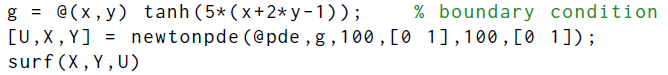 g = @(x,y) tanh(5*(x+2*y-1));    % boundary condition
[U,X,Y] = newtonpde(@pde,g,100,[0 1],100,[0 1]);
surf(X,Y,U)